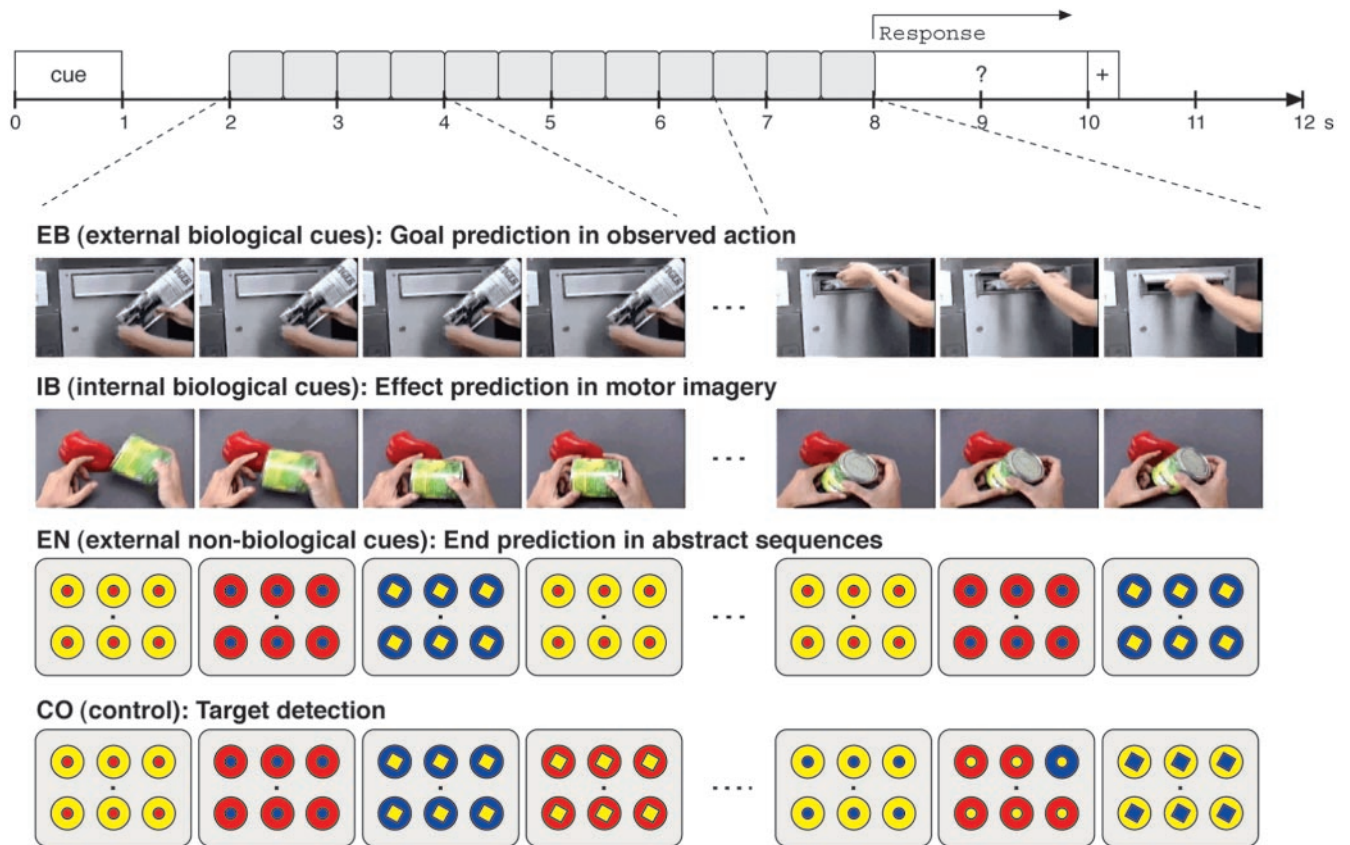 Response
cue
?
+
0 1 2 3 4 5 6 7 8 9 10 11 12 s
EB (external biological cues): Goal prediction in observed action
...
IB (internal biological cues): Effect prediction in motor imagery
...
EN (external non-biological cues): End prediction in abstract sequences
...
CO (control): Target detection
....